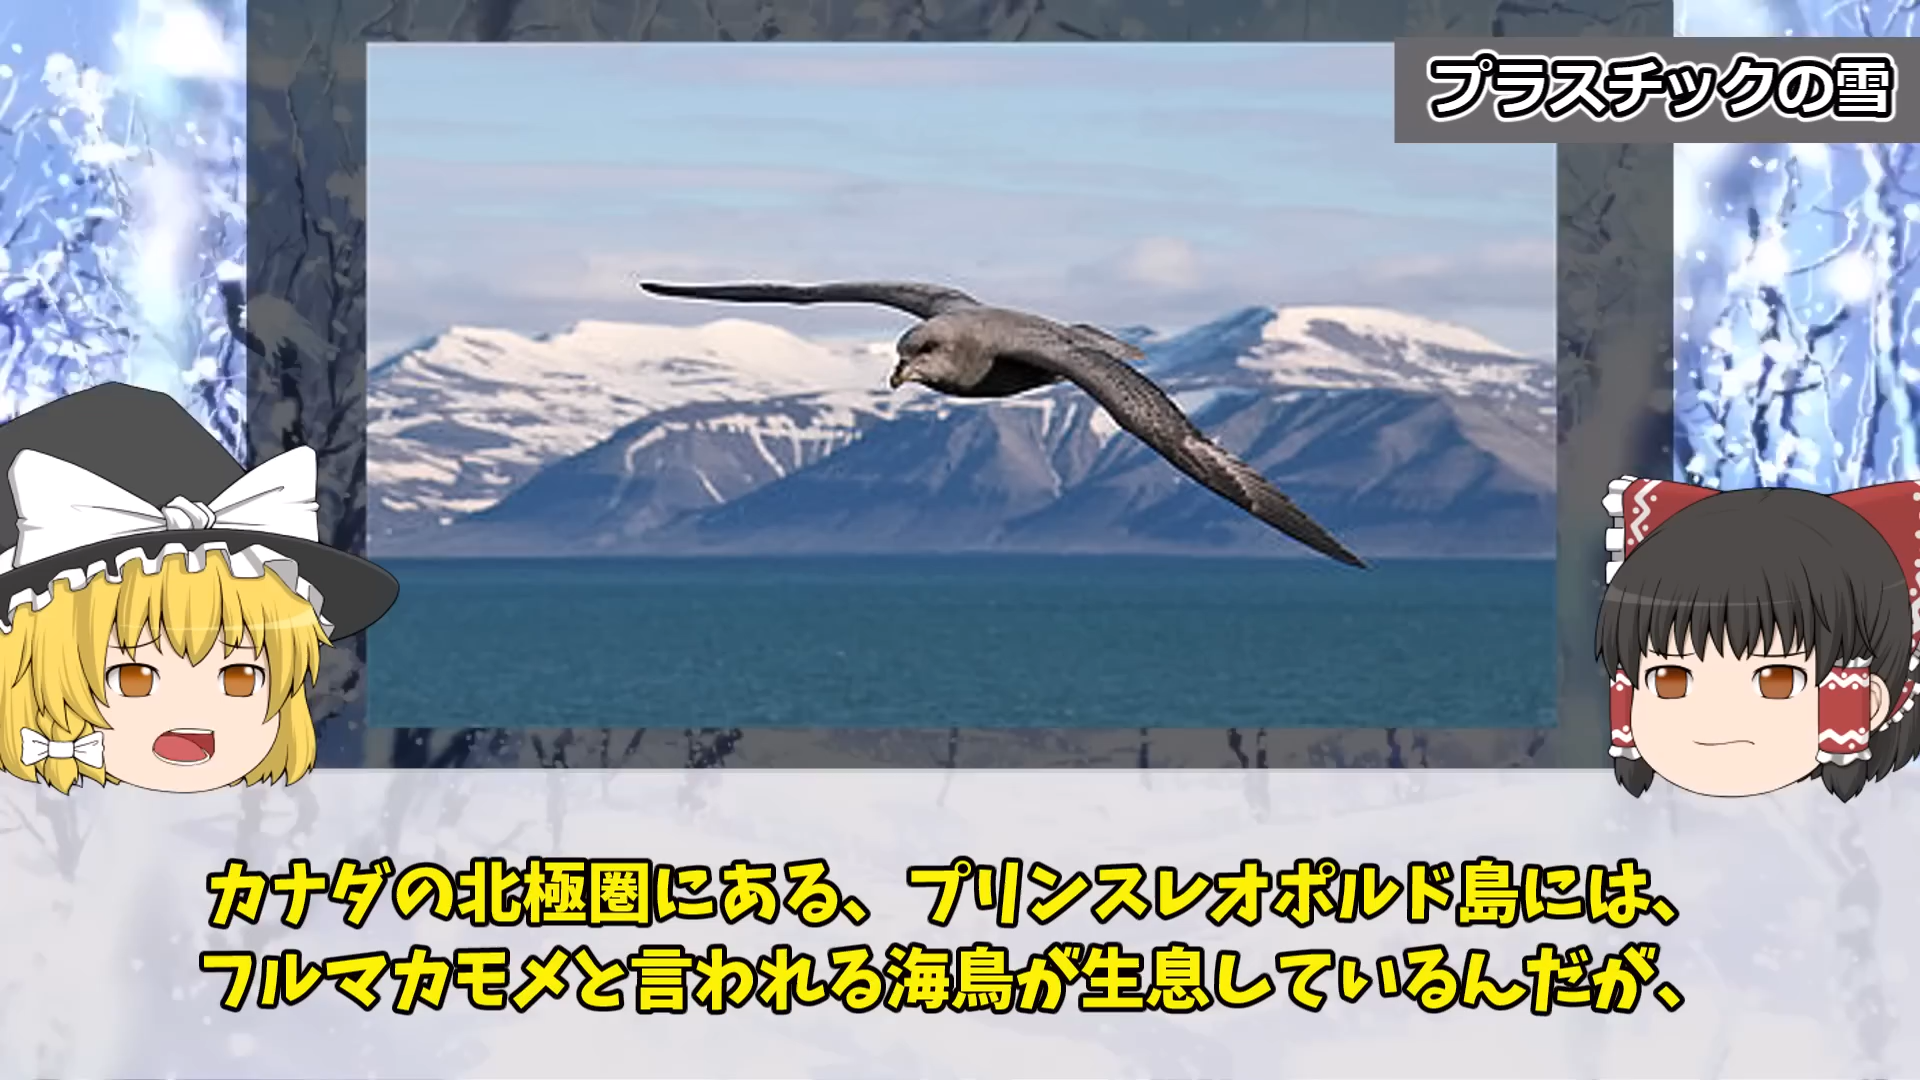 プラスチックの雪
カナダの北極圏にある、プリンスレオポルド島には、
フルマカモメと言われる海鳥が生息しているんだが、